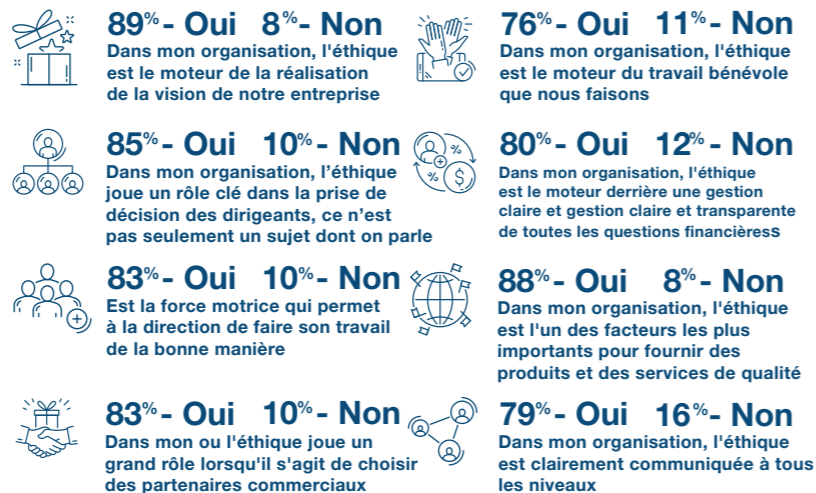 89% - Oui 8% - Non
Dans mon organisation, l'éthique
est le moteur de la réalisation
de la vision de notre entreprise
76% - Oui 11% - Non
Dans mon organisation, l'éthique
est le moteur du travail bénévole
que nous faisons
85% - Oui 10% - Non
Dans mon organisation, l’éthique
joue un rôle clé dans la prise de
décision des dirigeants, ce n’est
pas seulement un sujet dont on parle
80% - Oui 12% - Non
Dans mon organisation, l'éthique
est le moteur derrière une gestion
claire et gestion claire et transparente
de toutes les questions financièress
83% - Oui 10% - Non
Est la force motrice qui permet
à la direction de faire son travail
de la bonne manière
88% - Oui 8% - Non
Dans mon organisation, l'éthique
est l'un des facteurs les plus
importants pour fournir des
produits et des services de qualité
83% - Oui 10% - Non
Dans mon ou l'éthique joue un
grand rôle lorsqu'il s'agit de choisir
des partenaires commerciaux
79% - Oui 16% - Non
Dans mon organisation, l'éthique
est clairement communiquée à tous
les niveaux